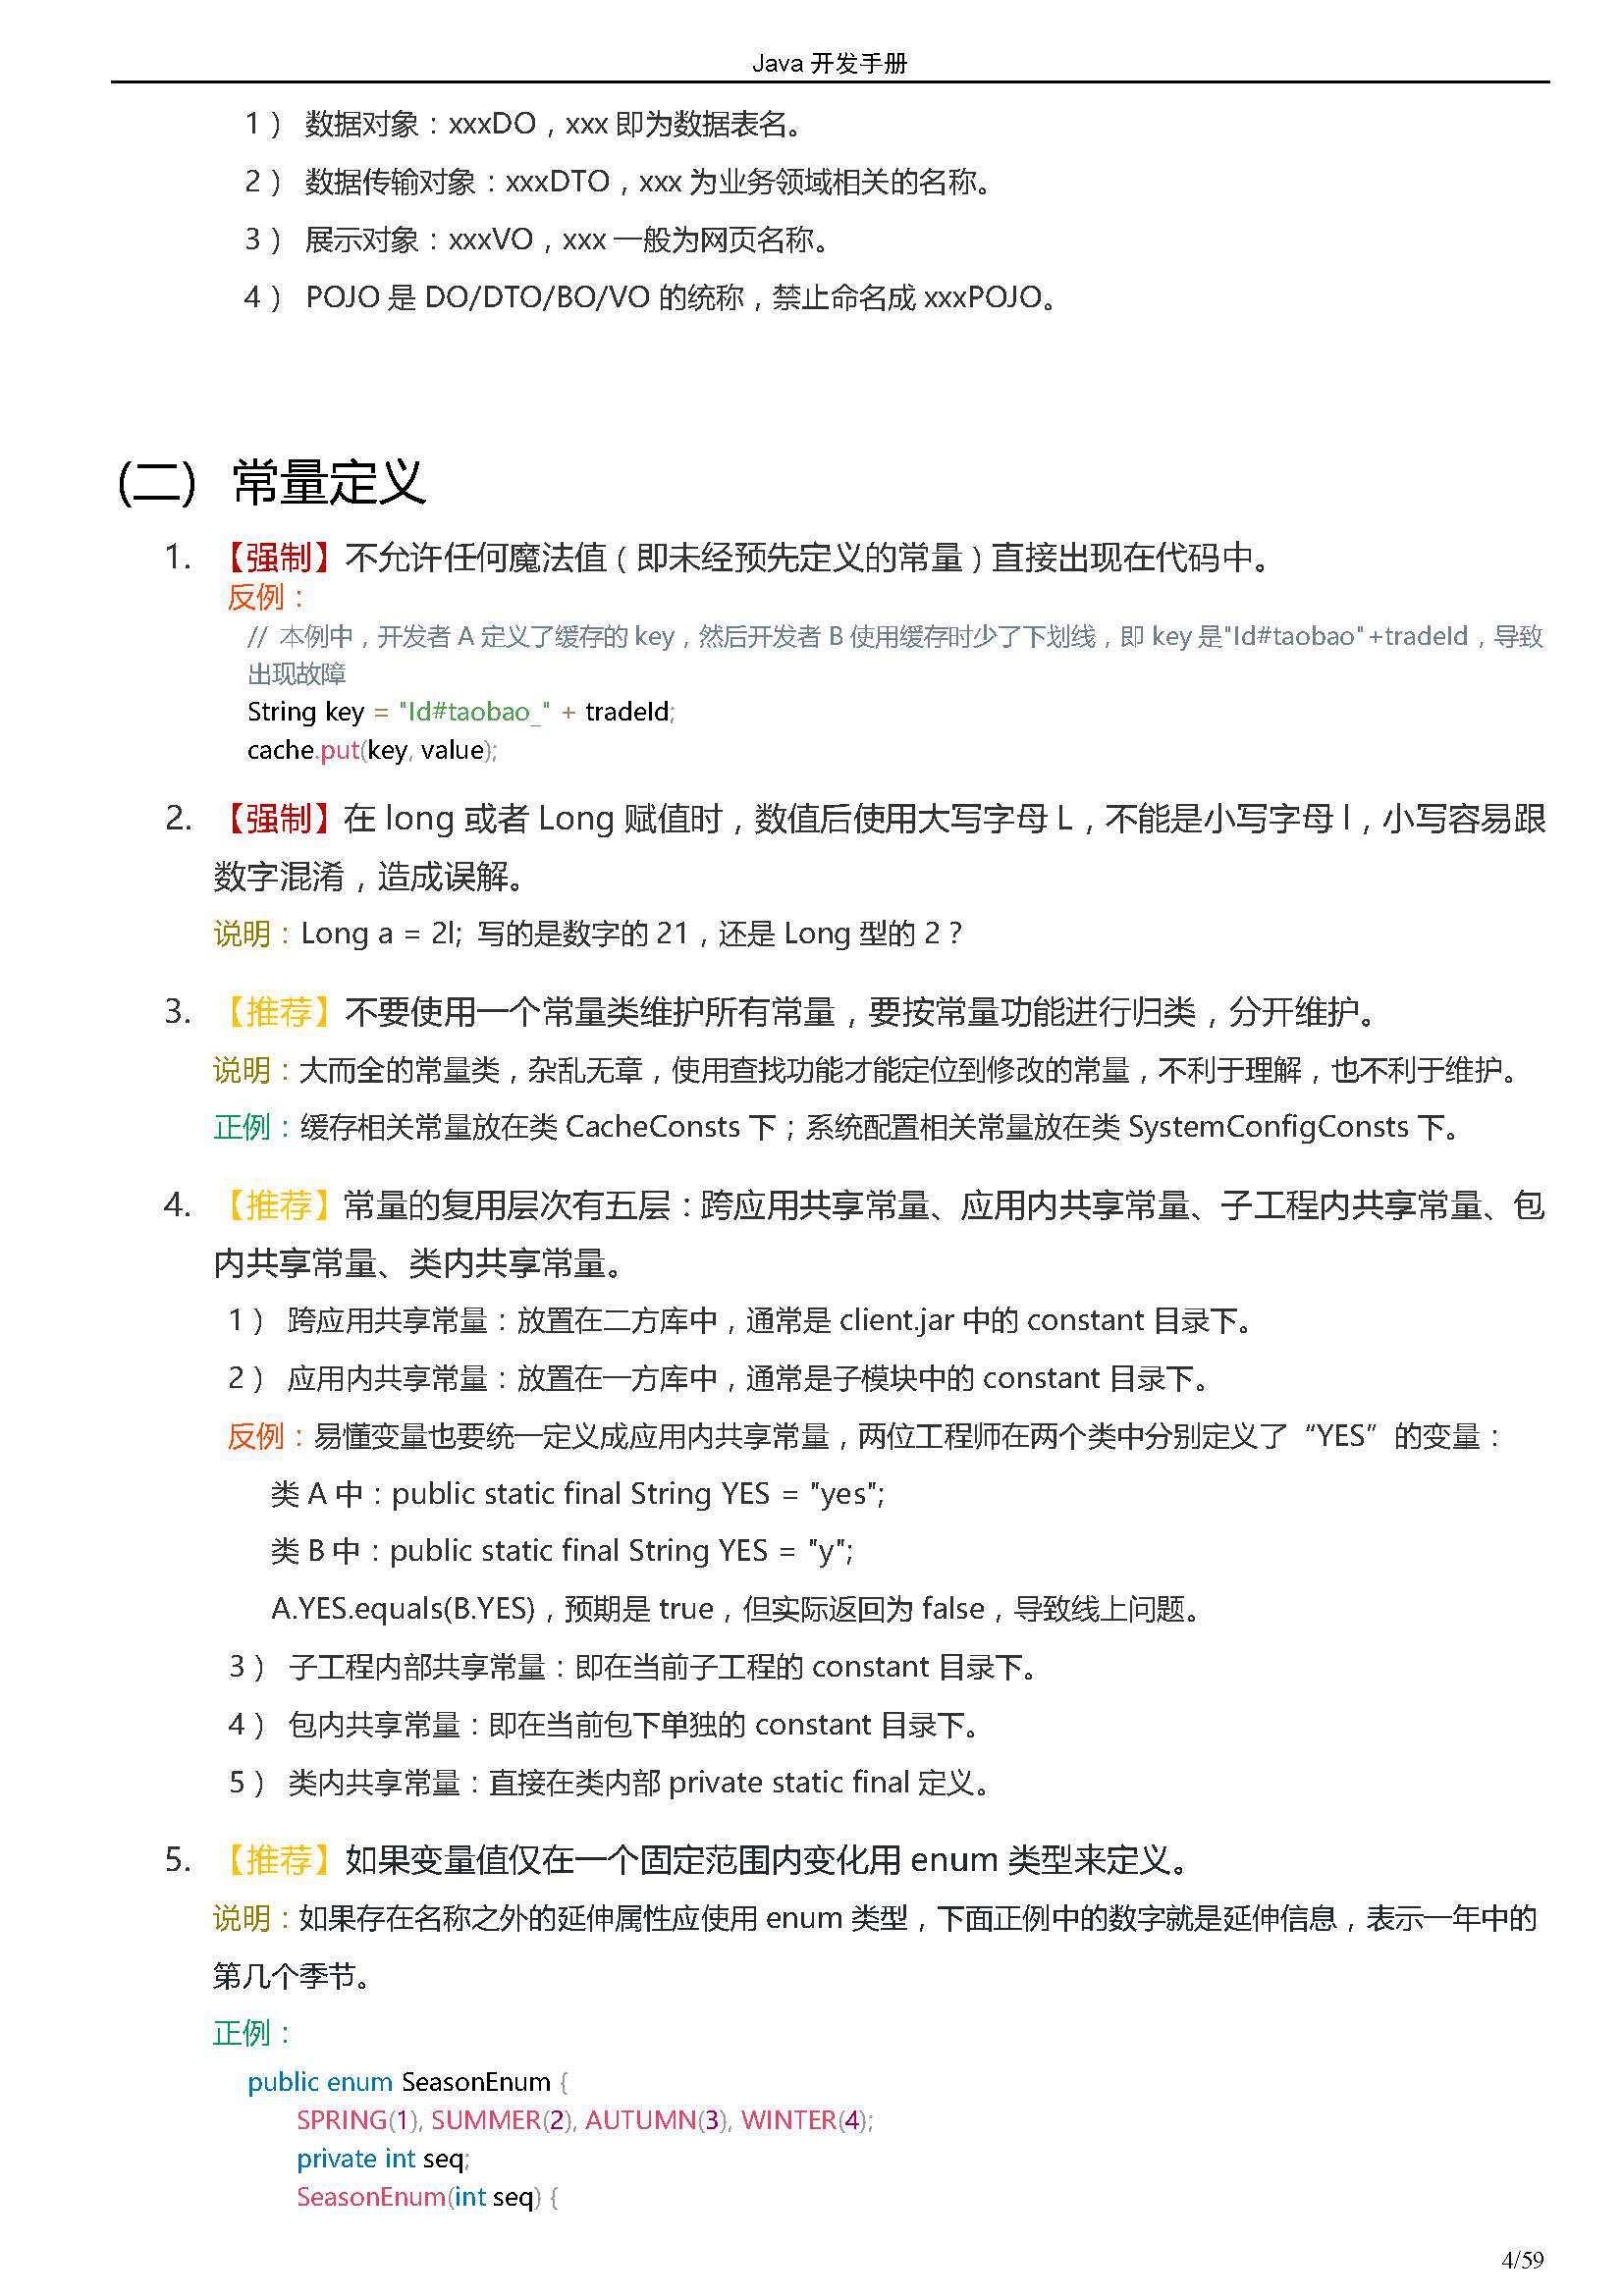 Java 开发手册
1） 数据对象：xxxDO，xxx 即为数据表名。
2） 数据传输对象：xxxDTO，xxx 为业务领域相关的名称。
3） 展示对象：xxxVO，xxx 一般为网页名称。
4） POJO 是 DO/DTO/BO/VO 的统称，禁止命名成 xxxPOJO。
(二) 常量定义
1. 【强制】不允许任何魔法值（即未经预先定义的常量）直接出现在代码中。
反例：
// 本例中，开发者 A 定义了缓存的 key，然后开发者 B 使用缓存时少了下划线，即 key 是"Id#taobao"+tradeId，导致
出现故障
String key = "Id#taobao_" + tradeId;
cache.put(key, value);
2. 【强制】在 long 或者 Long 赋值时，数值后使用大写字母 L，不能是小写字母 l，小写容易跟
数字混淆，造成误解。
说明：Long a = 2l; 写的是数字的 21，还是 Long 型的 2？
3. 【推荐】不要使用一个常量类维护所有常量，要按常量功能进行归类，分开维护。
说明：大而全的常量类，杂乱无章，使用查找功能才能定位到修改的常量，不利于理解，也不利于维护。
正例：缓存相关常量放在类 CacheConsts 下；系统配置相关常量放在类 SystemConfigConsts 下。
4. 【推荐】常量的复用层次有五层：跨应用共享常量、应用内共享常量、子工程内共享常量、包
内共享常量、类内共享常量。
1） 跨应用共享常量：放置在二方库中，通常是 client.jar 中的 constant 目录下。
2） 应用内共享常量：放置在一方库中，通常是子模块中的 constant 目录下。
反例：易懂变量也要统一定义成应用内共享常量，两位工程师在两个类中分别定义了“YES”的变量：
类 A 中：public static final String YES = "yes";
类 B 中：public static final String YES = "y";
A.YES.equals(B.YES)，预期是 true，但实际返回为 false，导致线上问题。
3） 子工程内部共享常量：即在当前子工程的 constant 目录下。
4） 包内共享常量：即在当前包下单独的 constant 目录下。
5） 类内共享常量：直接在类内部 private static final 定义。
5. 【推荐】如果变量值仅在一个固定范围内变化用 enum 类型来定义。
说明：如果存在名称之外的延伸属性应使用 enum 类型，下面正例中的数字就是延伸信息，表示一年中的
第几个季节。
正例：
public enum SeasonEnum {
SPRING(1), SUMMER(2), AUTUMN(3), WINTER(4);
private int seq;
SeasonEnum(int seq) {
4/59